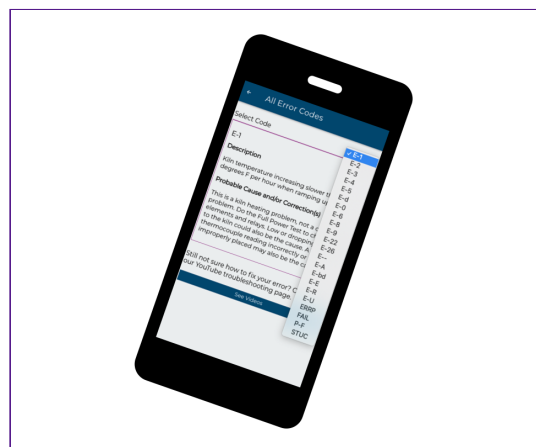 All Error Codes
Select Code
E-1
Description
Kiln temperature increasing slower th
degrees F per hour when ramping u
Probable Cause and/or Correction(s)
This is a kiln heating problem, not a c
problem. Do the Full Power Test to ch
elements and relays. Low or dropping
to the kiln could also be the cause. A
thermocouple reading incorrectly or
improperly placed may also be the c
Still not sure how to fix your error? C
our YouTube troubleshooting page.
See Videos
✓ E-1
E-2
E-3
E-4
E-5
E-d
E-0
E-6
E-8
E-9
E-22
E-26
E--
E-A
E-bd
E-E
E-R
E-U
ERRP
FAIL
P-F
STUC